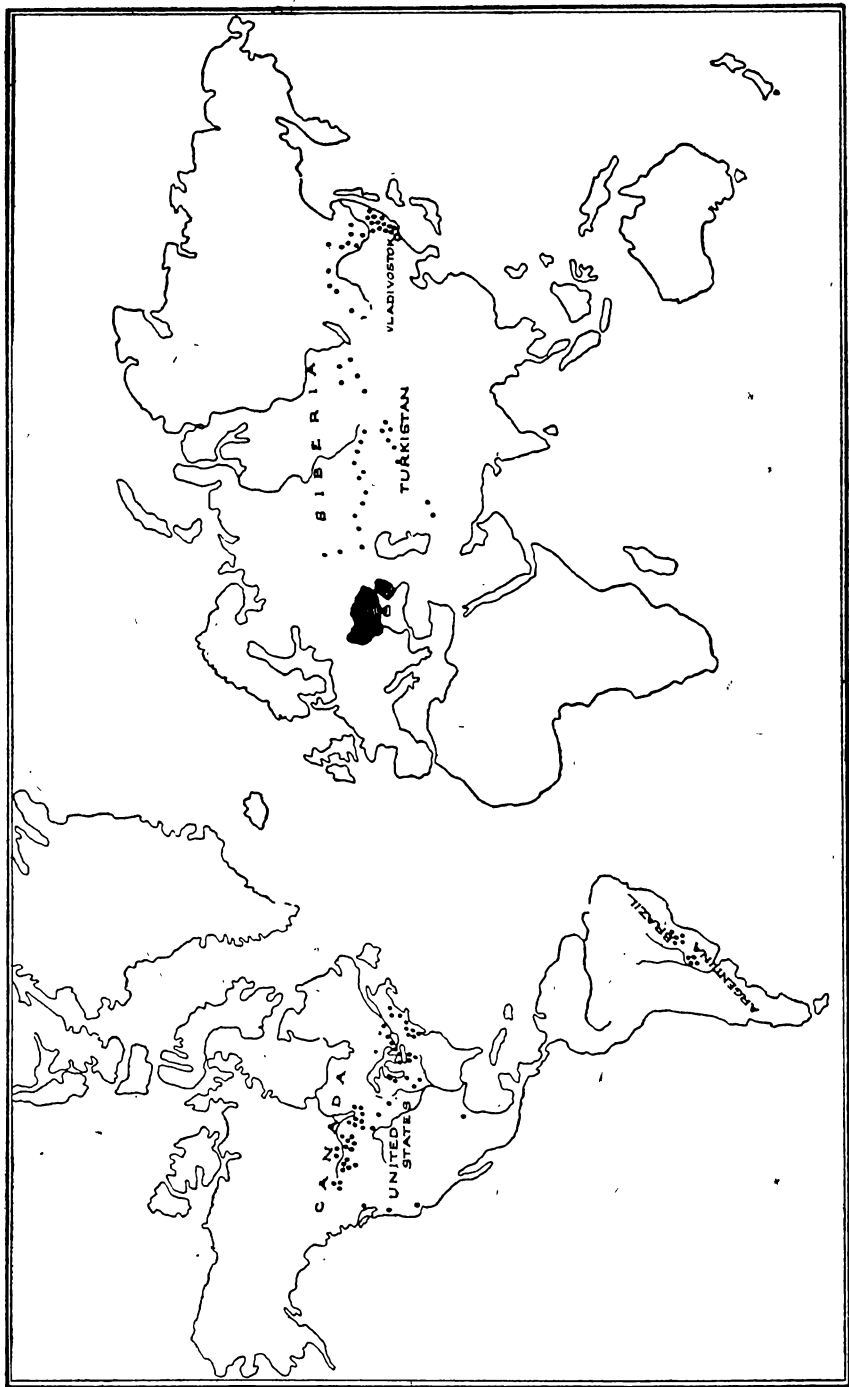 CANADA
UNITED
STATES
BRAZIL
ARGENTINA
SIBERIA
TURKISTAN
VLADIVOSTOK